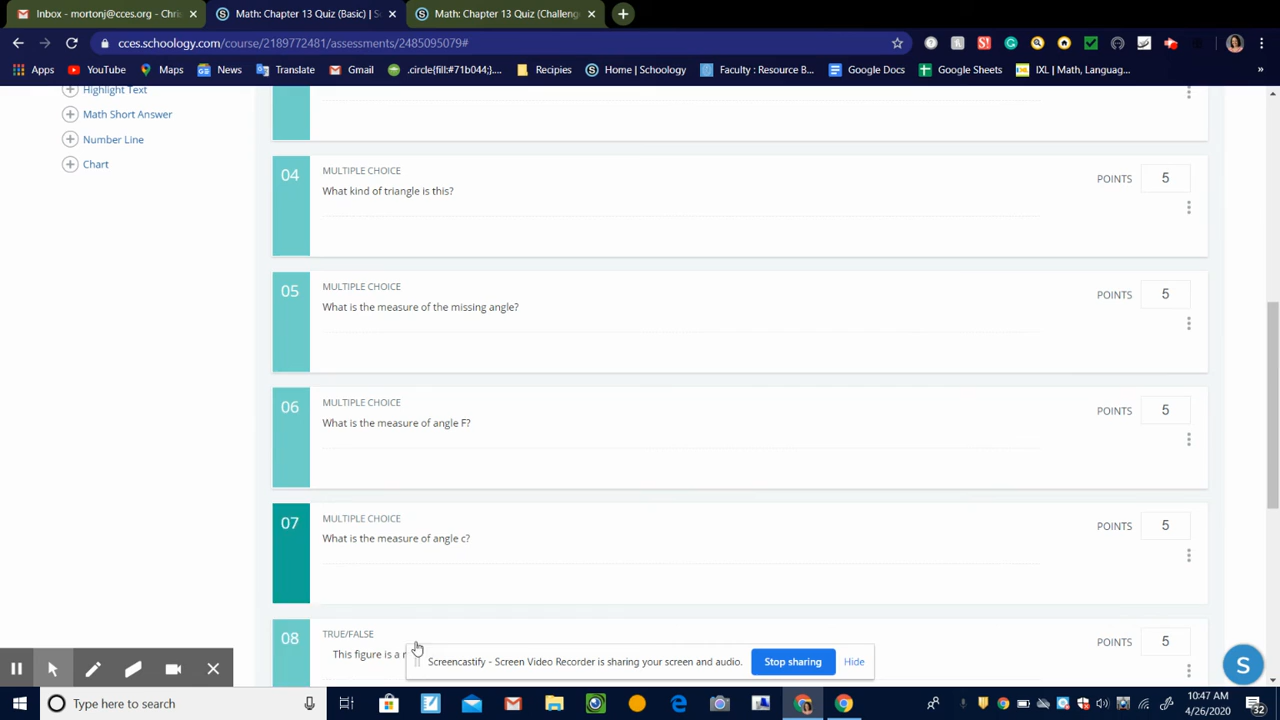 Inbox - mortonj@cces.org - Chris
Math: Chapter 13 Quiz (Basic) | S
Math: Chapter 13 Quiz (Challeng
cces.schoology.com/course/2189772481/assessments/2485095079#
Apps
YouTube
Maps
News
Translate
Gmail
.circle{fill:#71b044;}....
Recipies
Home | Schoology
Faculty : Resource B...
Google Docs
Google Sheets
IXL | Math, Languag...
»
Highlight Text
Math Short Answer
Number Line
Chart
04
MULTIPLE CHOICE
What kind of triangle is this?
POINTS 5
05
MULTIPLE CHOICE
What is the measure of the missing angle?
POINTS 5
06
MULTIPLE CHOICE
What is the measure of angle F?
POINTS 5
07
MULTIPLE CHOICE
What is the measure of angle c?
POINTS 5
08
TRUE/FALSE
This figure is a
POINTS 5
Screencastify - Screen Video Recorder is sharing your screen and audio.
Stop sharing
Hide
S
Type here to search
10:47 AM
4/26/2020
32